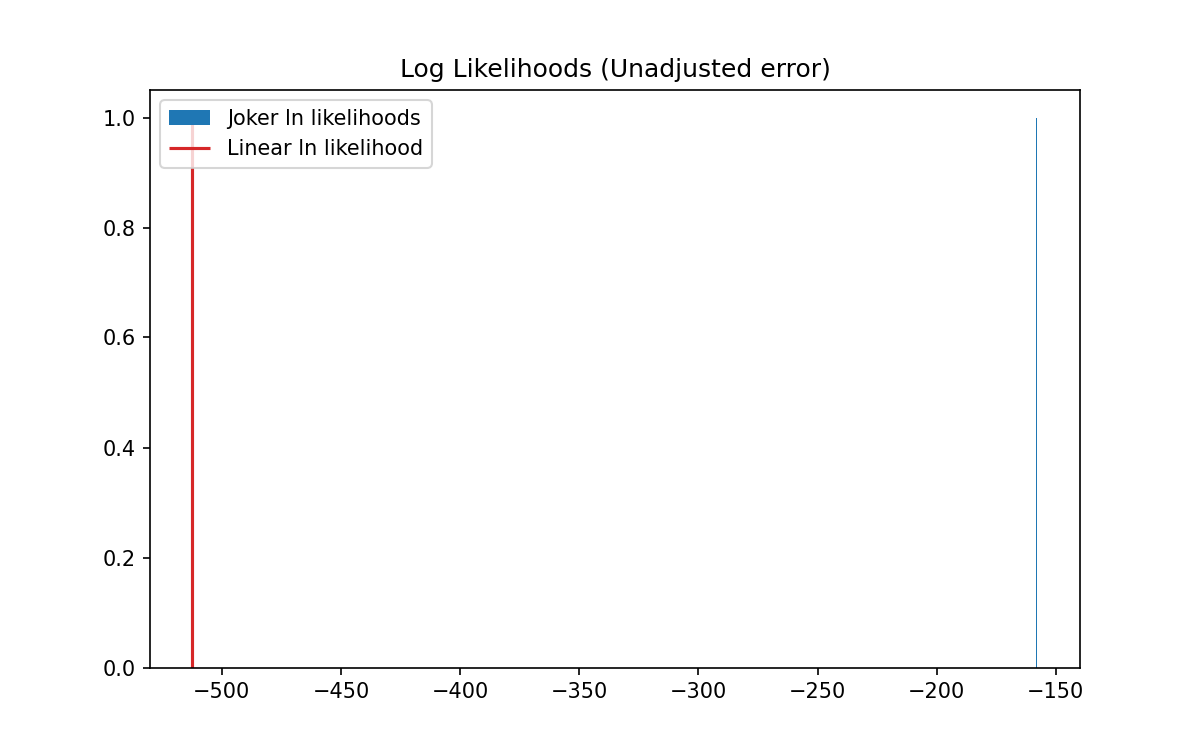 Log Likelihoods (Unadjusted error)
Joker ln likelihoods
Linear ln likelihood
1.0
0.8
0.6
0.4
0.2
0.0
−500 −450 −400 −350 −300 −250 −200 −150